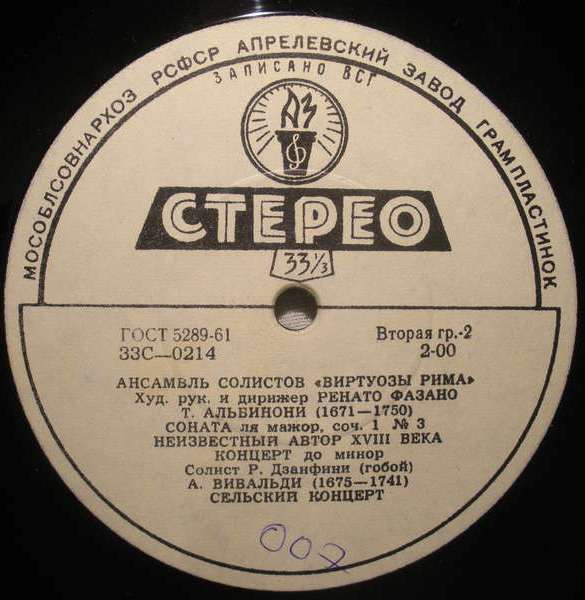 МОСОБЛСОВНАРХОЗ РСФСР АПРЕЛЕВСКИЙ ЗАВОД ГРАМПЛАСТИНОК
ЗАПИСАНО ВСГ
АЗ
СТЕРЕО
33⅓
ГОСТ 5289-61 Вторая гр.-2
33С—0214 2-00
АНСАМБЛЬ СОЛИСТОВ «ВИРТУОЗЫ РИМА»
Худ. рук. и дирижер РЕНАТО ФАЗАНО
Т. АЛЬБИНОНИ (1671—1750)
СОНАТА ля мажор, соч. 1 № 3
НЕИЗВЕСТНЫЙ АВТОР XVIII ВЕКА
КОНЦЕРТ до минор
Солист Р. Дзанфини (гобой)
А. ВИВАЛЬДИ (1675—1741)
СЕЛЬСКИЙ КОНЦЕРТ
007